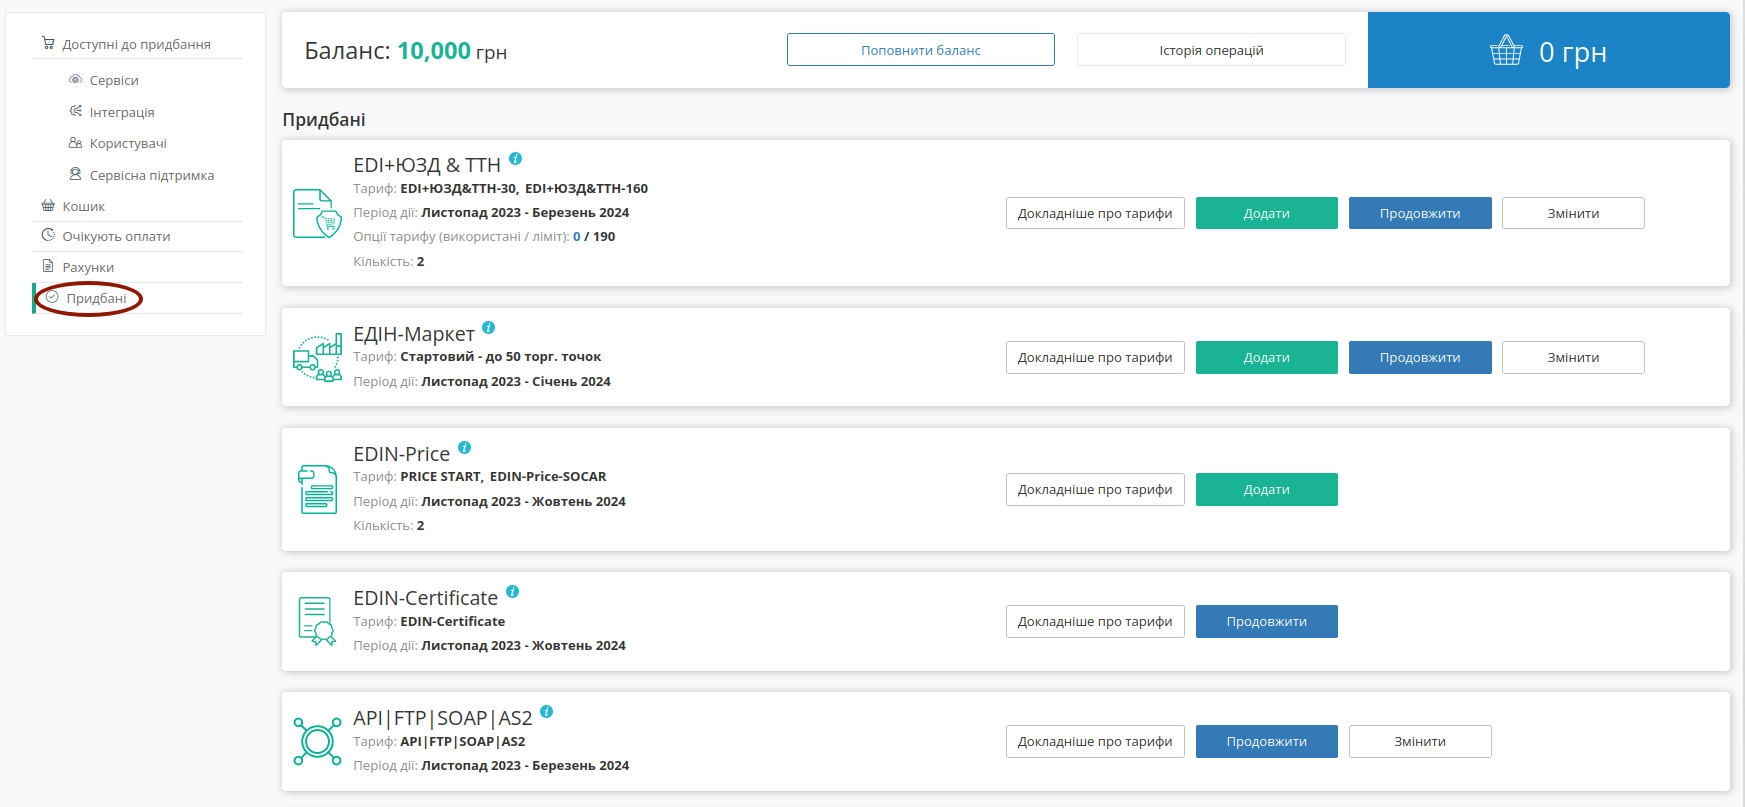 Доступні до придбання
Сервіси
Інтеграція
Користувачі
Сервісна підтримка
Кошик
Очікують оплати
Рахунки
Придбані
Баланс: 10,000 грн
Поповнити баланс
Історія операцій
0 грн
Придбані
EDI+ЮЗД & ТТН
Тариф: EDI+ЮЗД&ТТН-30, EDI+ЮЗД&ТТН-160
Період дії: Листопад 2023 - Березень 2024
Опції тарифу (використані / ліміт): 0 / 190
Кількість: 2
Докладніше про тарифи
Додати
Продовжити
Змінити
ЕДІН-Маркет
Тариф: Стартовий - до 50 торг. точок
Період дії: Листопад 2023 - Січень 2024
Докладніше про тарифи
Додати
Продовжити
Змінити
EDIN-Price
Тариф: PRICE START, EDIN-Price-SOCAR
Період дії: Листопад 2023 - Жовтень 2024
Кількість: 2
Докладніше про тарифи
Додати
EDIN-Certificate
Тариф: EDIN-Certificate
Період дії: Листопад 2023 - Жовтень 2024
Докладніше про тарифи
Продовжити
API|FTP|SOAP|AS2
Тариф: API|FTP|SOAP|AS2
Період дії: Листопад 2023 - Березень 2024
Докладніше про тарифи
Продовжити
Змінити